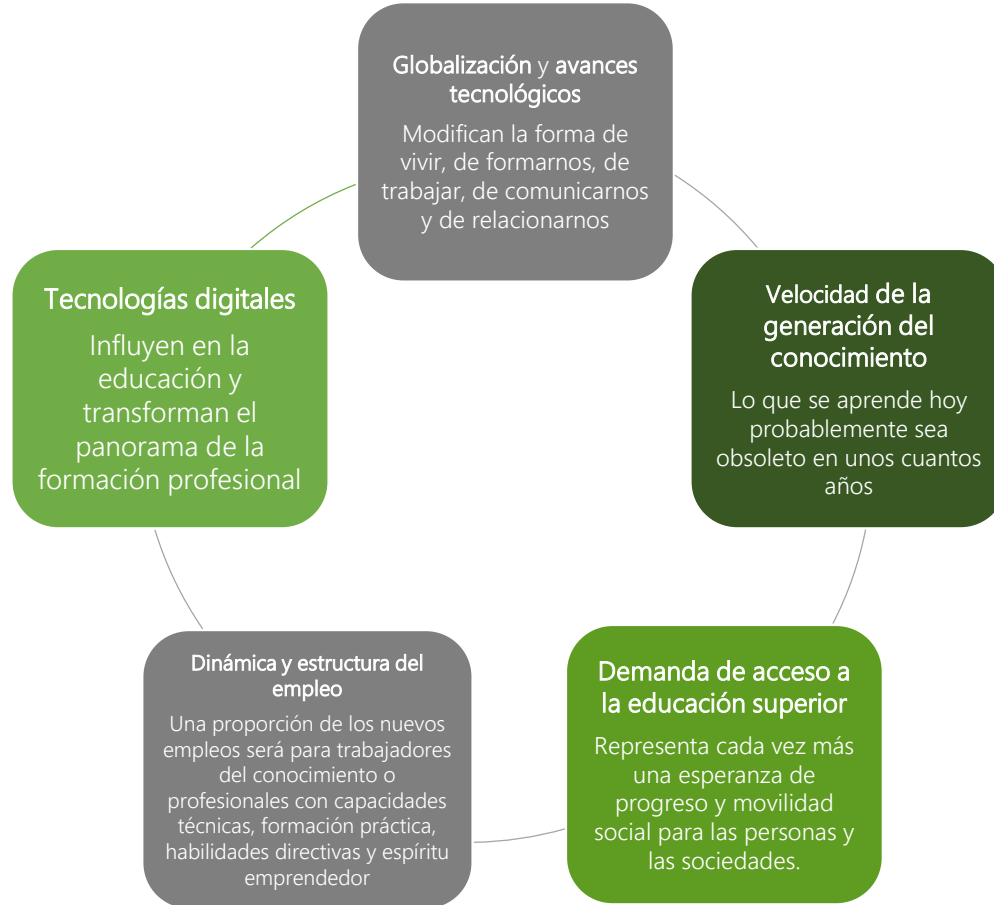 Globalización y avances
tecnológicos
Modifican la forma de
vivir, de formarnos, de
trabajar, de comunicarnos
y de relacionarnos
Velocidad de la
generación del
conocimiento
Lo que se aprende hoy
probablemente sea
obsoleto en unos cuantos
años
Demanda de acceso a
la educación superior
Representa cada vez más
una esperanza de
progreso y movilidad
social para las personas y
las sociedades.
Dinámica y estructura del
empleo
Una proporción de los nuevos
empleos será para trabajadores
del conocimiento o
profesionales con capacidades
técnicas, formación práctica,
habilidades directivas y espíritu
emprendedor
Tecnologías digitales
Influyen en la
educación y
transforman el
panorama de la
formación profesional